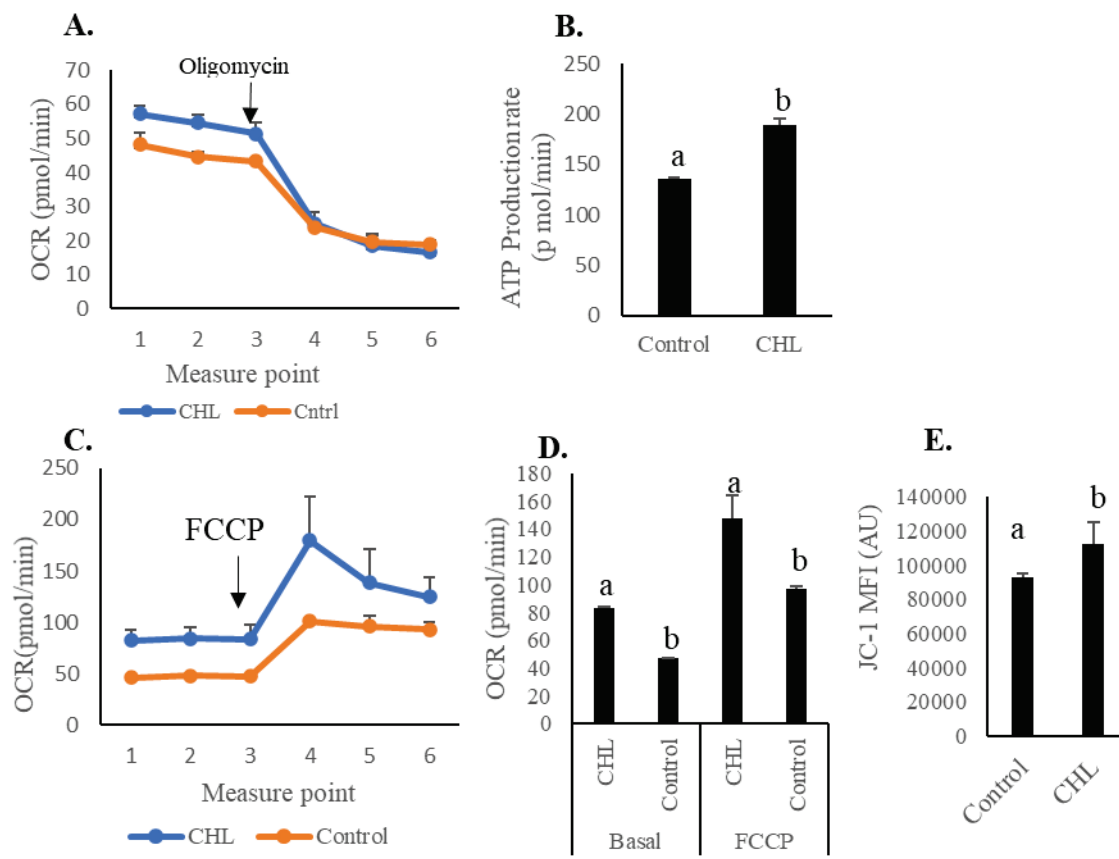 A.
Oligomycin
70
60
50
40
30
20
10
0
OCR (pmol/min)
1 2 3 4 5 6
Measure point
CHL Cntrl
B.
250
200
150
100
50
0
ATP Production rate
(p mol/min)
a
b
Control CHL
C.
FCCP
250
200
150
100
50
0
OCR(pmol/min)
1 2 3 4 5 6
Measure point
CHL Control
D.
180
160
140
120
100
80
60
40
20
0
OCR (pmol/min)
a
b
a
b
CHL Control CHL Control
Basal FCCP
E.
140000
120000
100000
80000
60000
40000
20000
0
JC-1 MFI (AU)
a
b
Control CHL